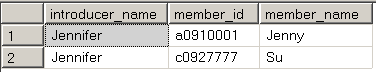 introducer_name member_id member_name
1 Jennifer a0910001 Jenny
2 Jennifer c0927777 Su